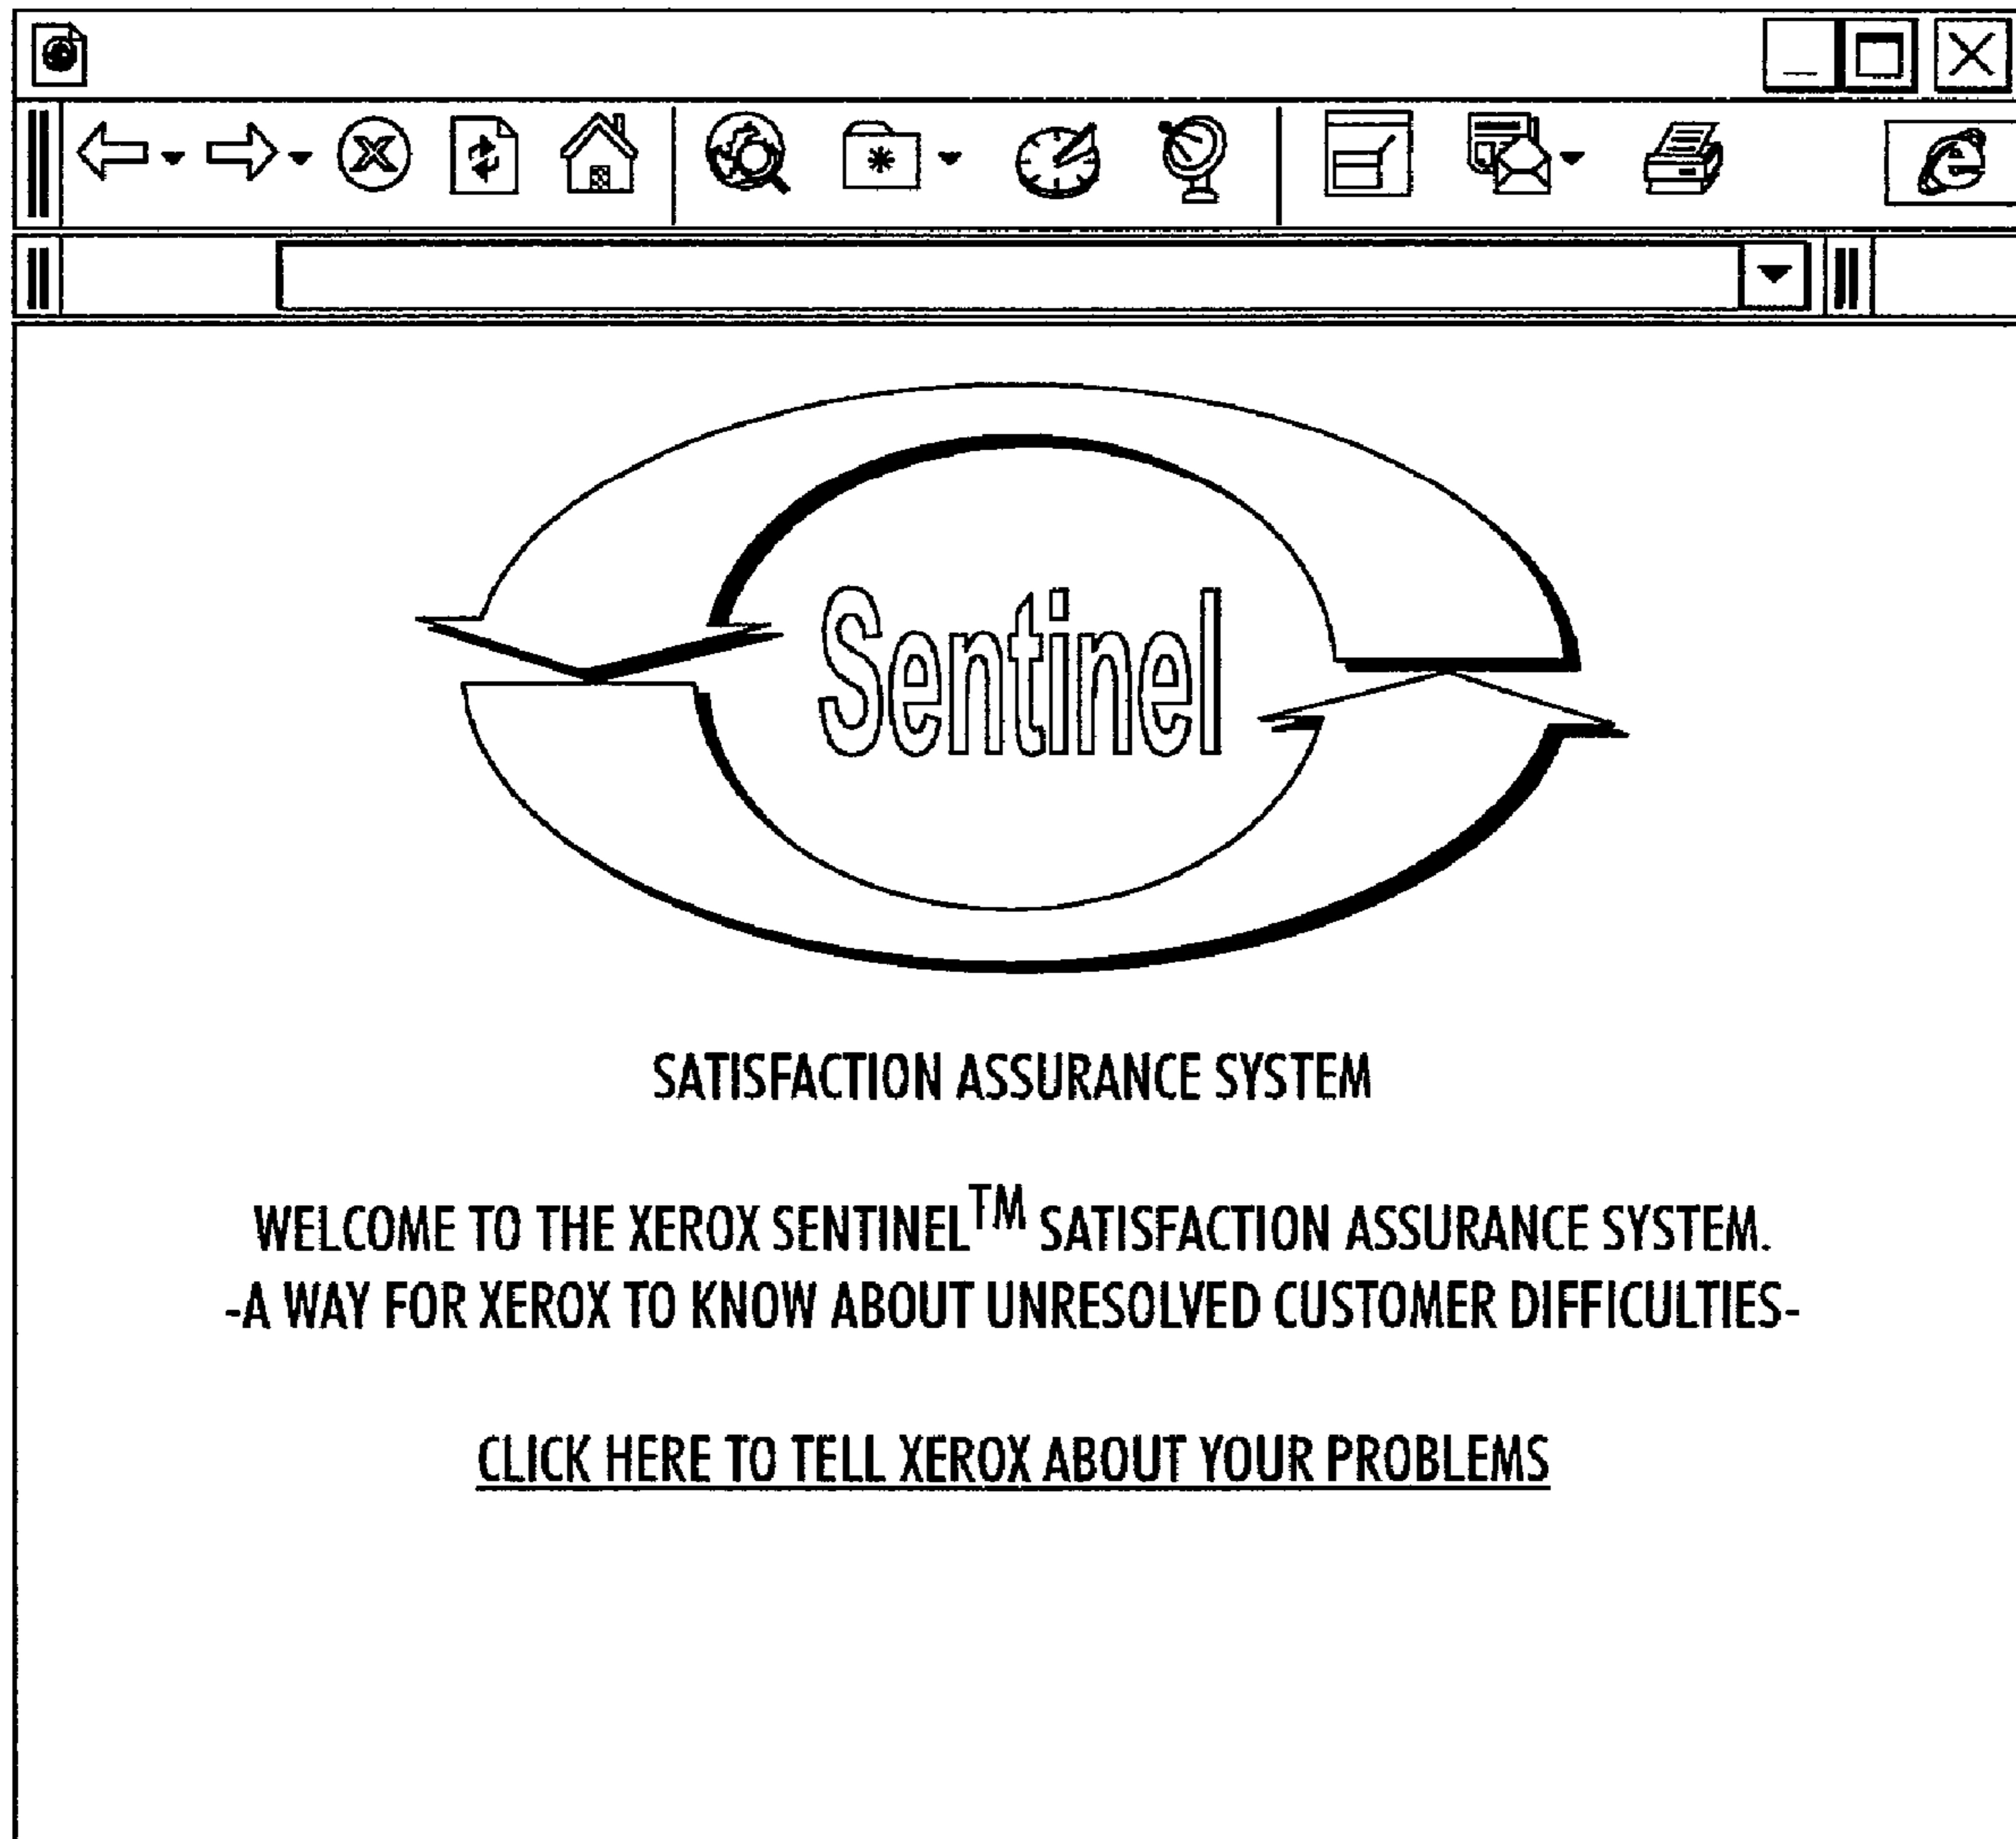 Sentinel
SATISFACTION ASSURANCE SYSTEM
WELCOME TO THE XEROX SENTINEL™ SATISFACTION ASSURANCE SYSTEM.
-A WAY FOR XEROX TO KNOW ABOUT UNRESOLVED CUSTOMER DIFFICULTIES-
CLICK HERE TO TELL XEROX ABOUT YOUR PROBLEMS